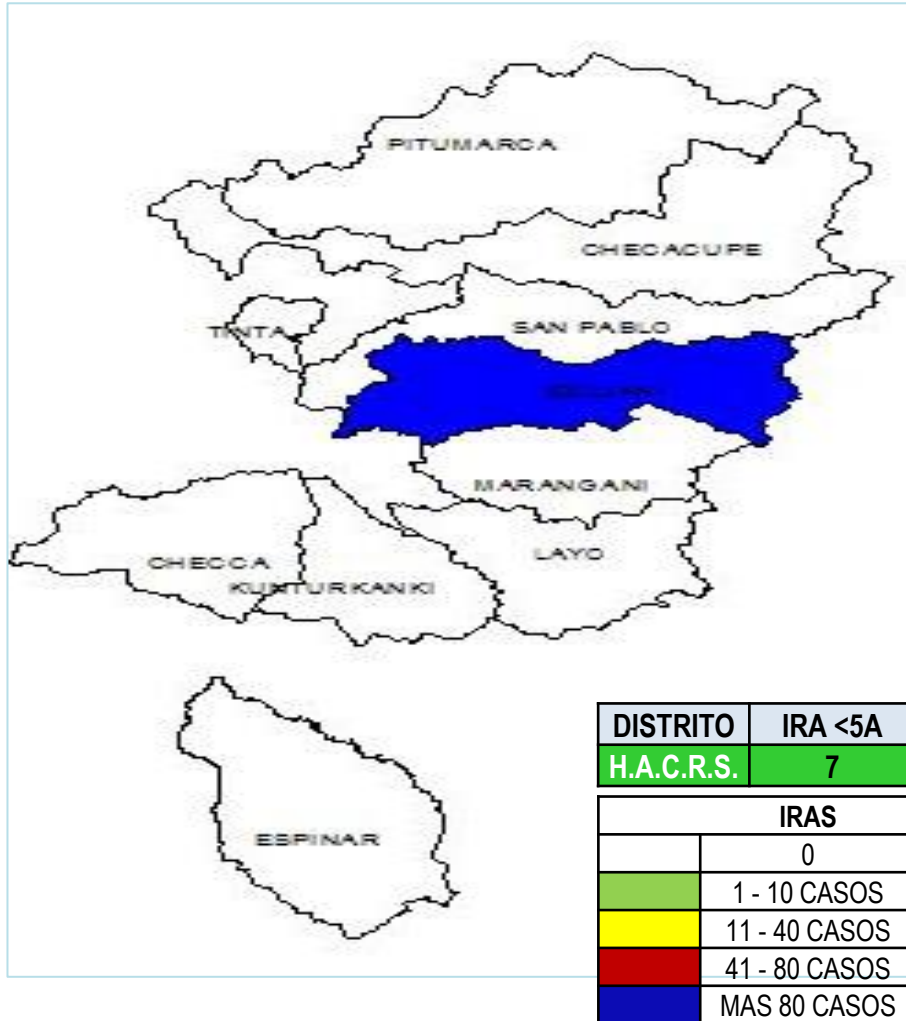 PITUMARCA
CHECACUPE
SAN PABLO
TINTA
MARANGANI
LAYO
CHECCA
KUNTURKANKI
ESPINAR
DISTRITO IRA <5A
H.A.C.R.S. 7
IRAS
0
1 - 10 CASOS
11 - 40 CASOS
41 - 80 CASOS
MAS 80 CASOS